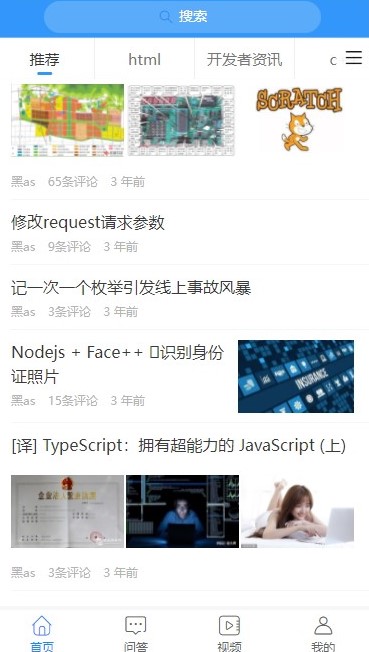 搜索
推荐 html 开发者资讯 c
SCRATCH
黑as 65条评论 3 年前
修改request请求参数
黑as 9条评论 3 年前
记一次一个枚举引发线上事故风暴
黑as 3条评论 3 年前
Nodejs + Face++ 识别身份
证照片
INSURANCE
黑as 15条评论 3 年前
[译] TypeScript：拥有超能力的 JavaScript (上)
黑as 3条评论 3 年前
首页 问答 视频 我的